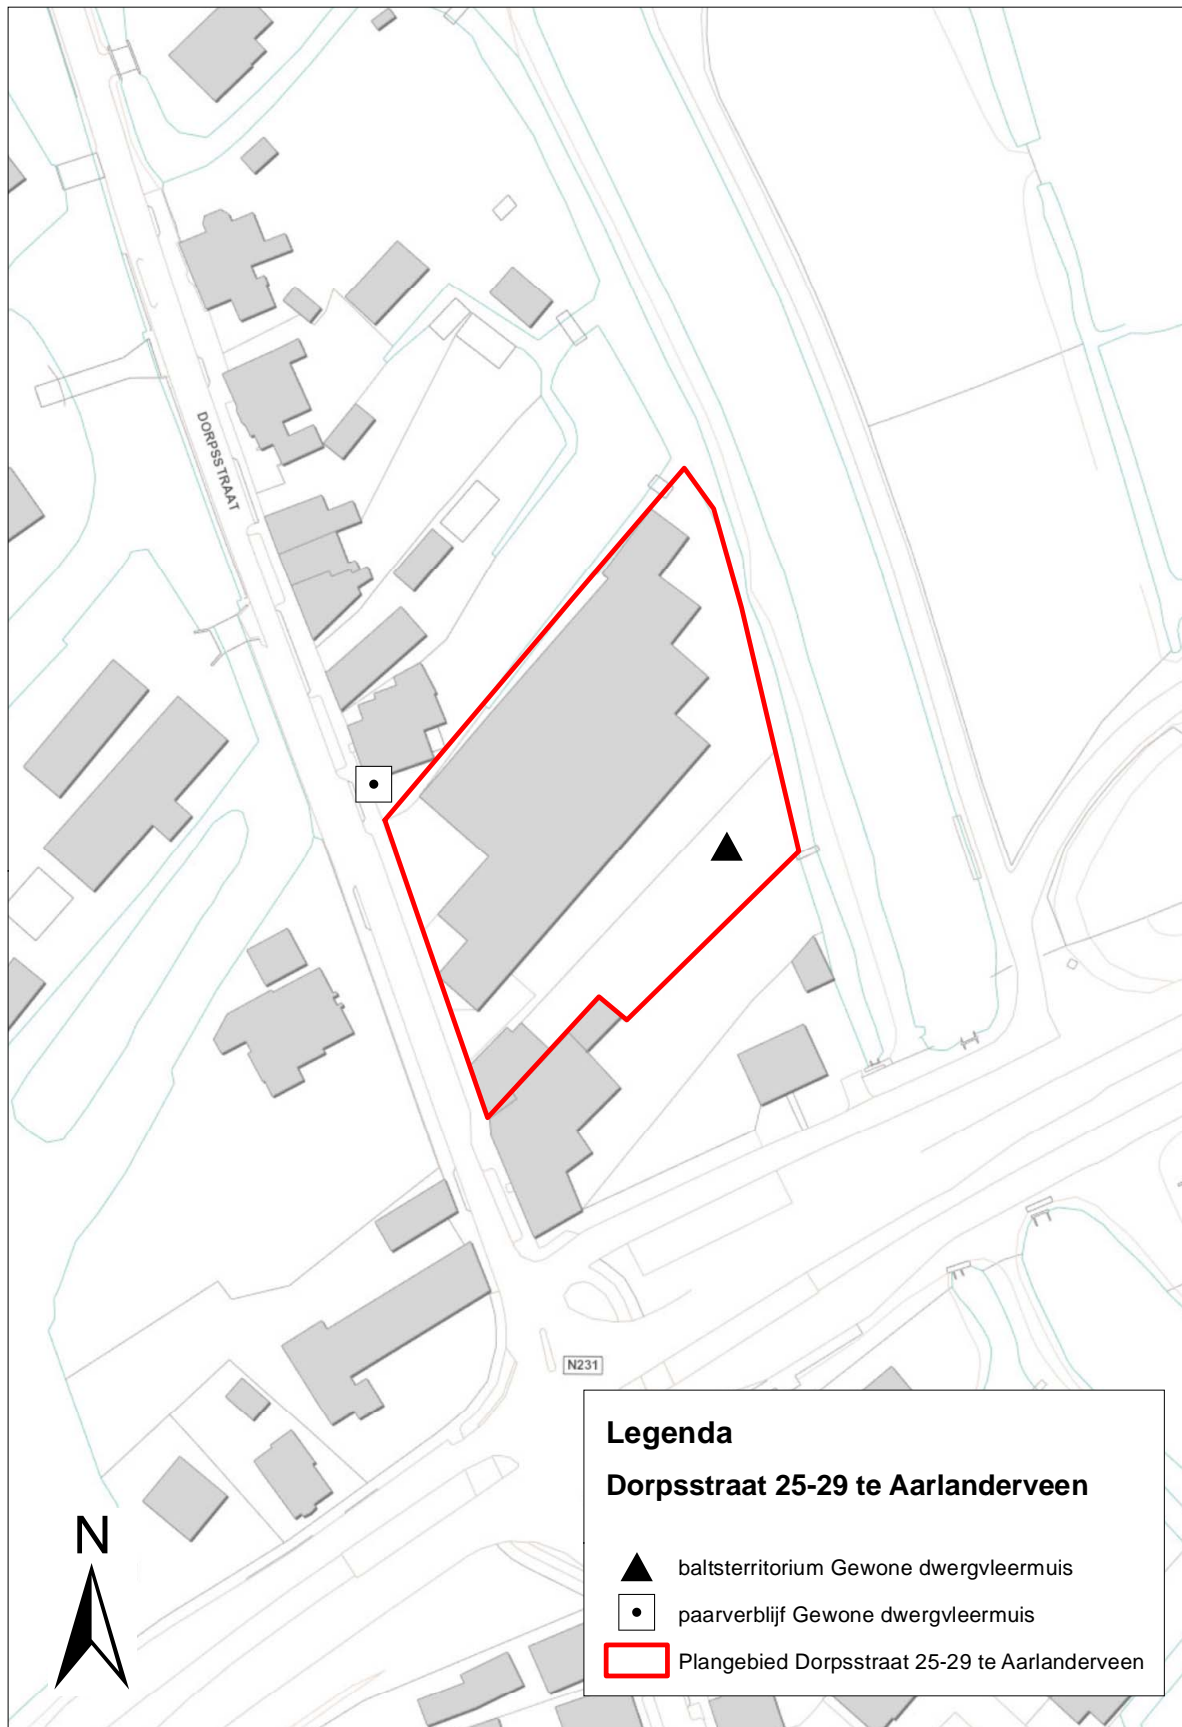 DORPSSTRAAT
N231
Legenda
Dorpsstraat 25-29 te Aarlanderveen
baltsterritorium Gewone dwergvleermuis
paarverblijf Gewone dwergvleermuis
Plangebied Dorpsstraat 25-29 te Aarlanderveen
N